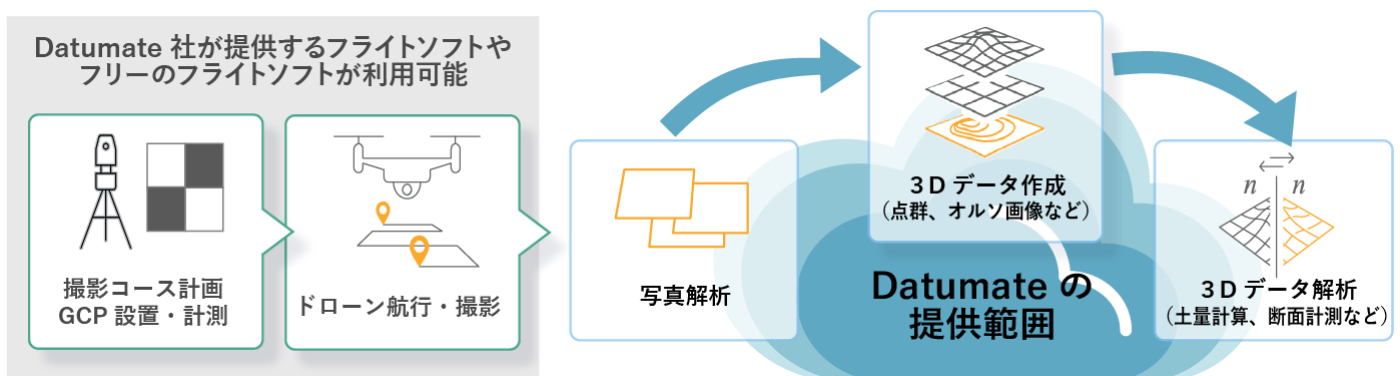 Datumate 社が提供するフライトソフトや
フリーのフライトソフトが利用可能
撮影コース計画
GCP 設置・計測
ドローン航行・撮影
写真解析
3D データ作成
（点群、オルソ画像など）
Datumate の
提供範囲
n n
3D データ解析
（土量計算、断面計測など）